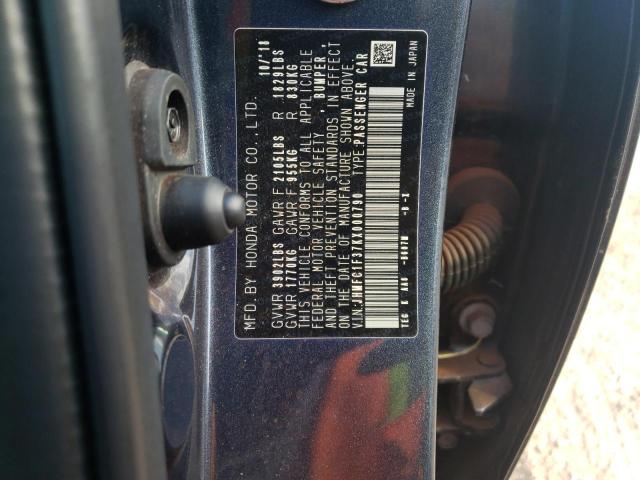 MFD.BY HONDA MOTOR CO.,LTD. 10/'18
GVWR 3902LBS GAWR F 2105LBS R 1829LBS
GVWR 1770KG GAWR F 955KG R 830KG
THIS VEHICLE CONFORMS TO ALL APPLICABLE
FEDERAL MOTOR VEHICLE SAFETY , BUMPER ,
AND THEFT PREVENTION STANDARDS IN EFFECT
ON THE DATE OF MANUFACTURE SHOWN ABOVE.
V.I.N:JHMFC1F37KX000790 TYPE:PASSENGER CAR
MADE IN JAPAN